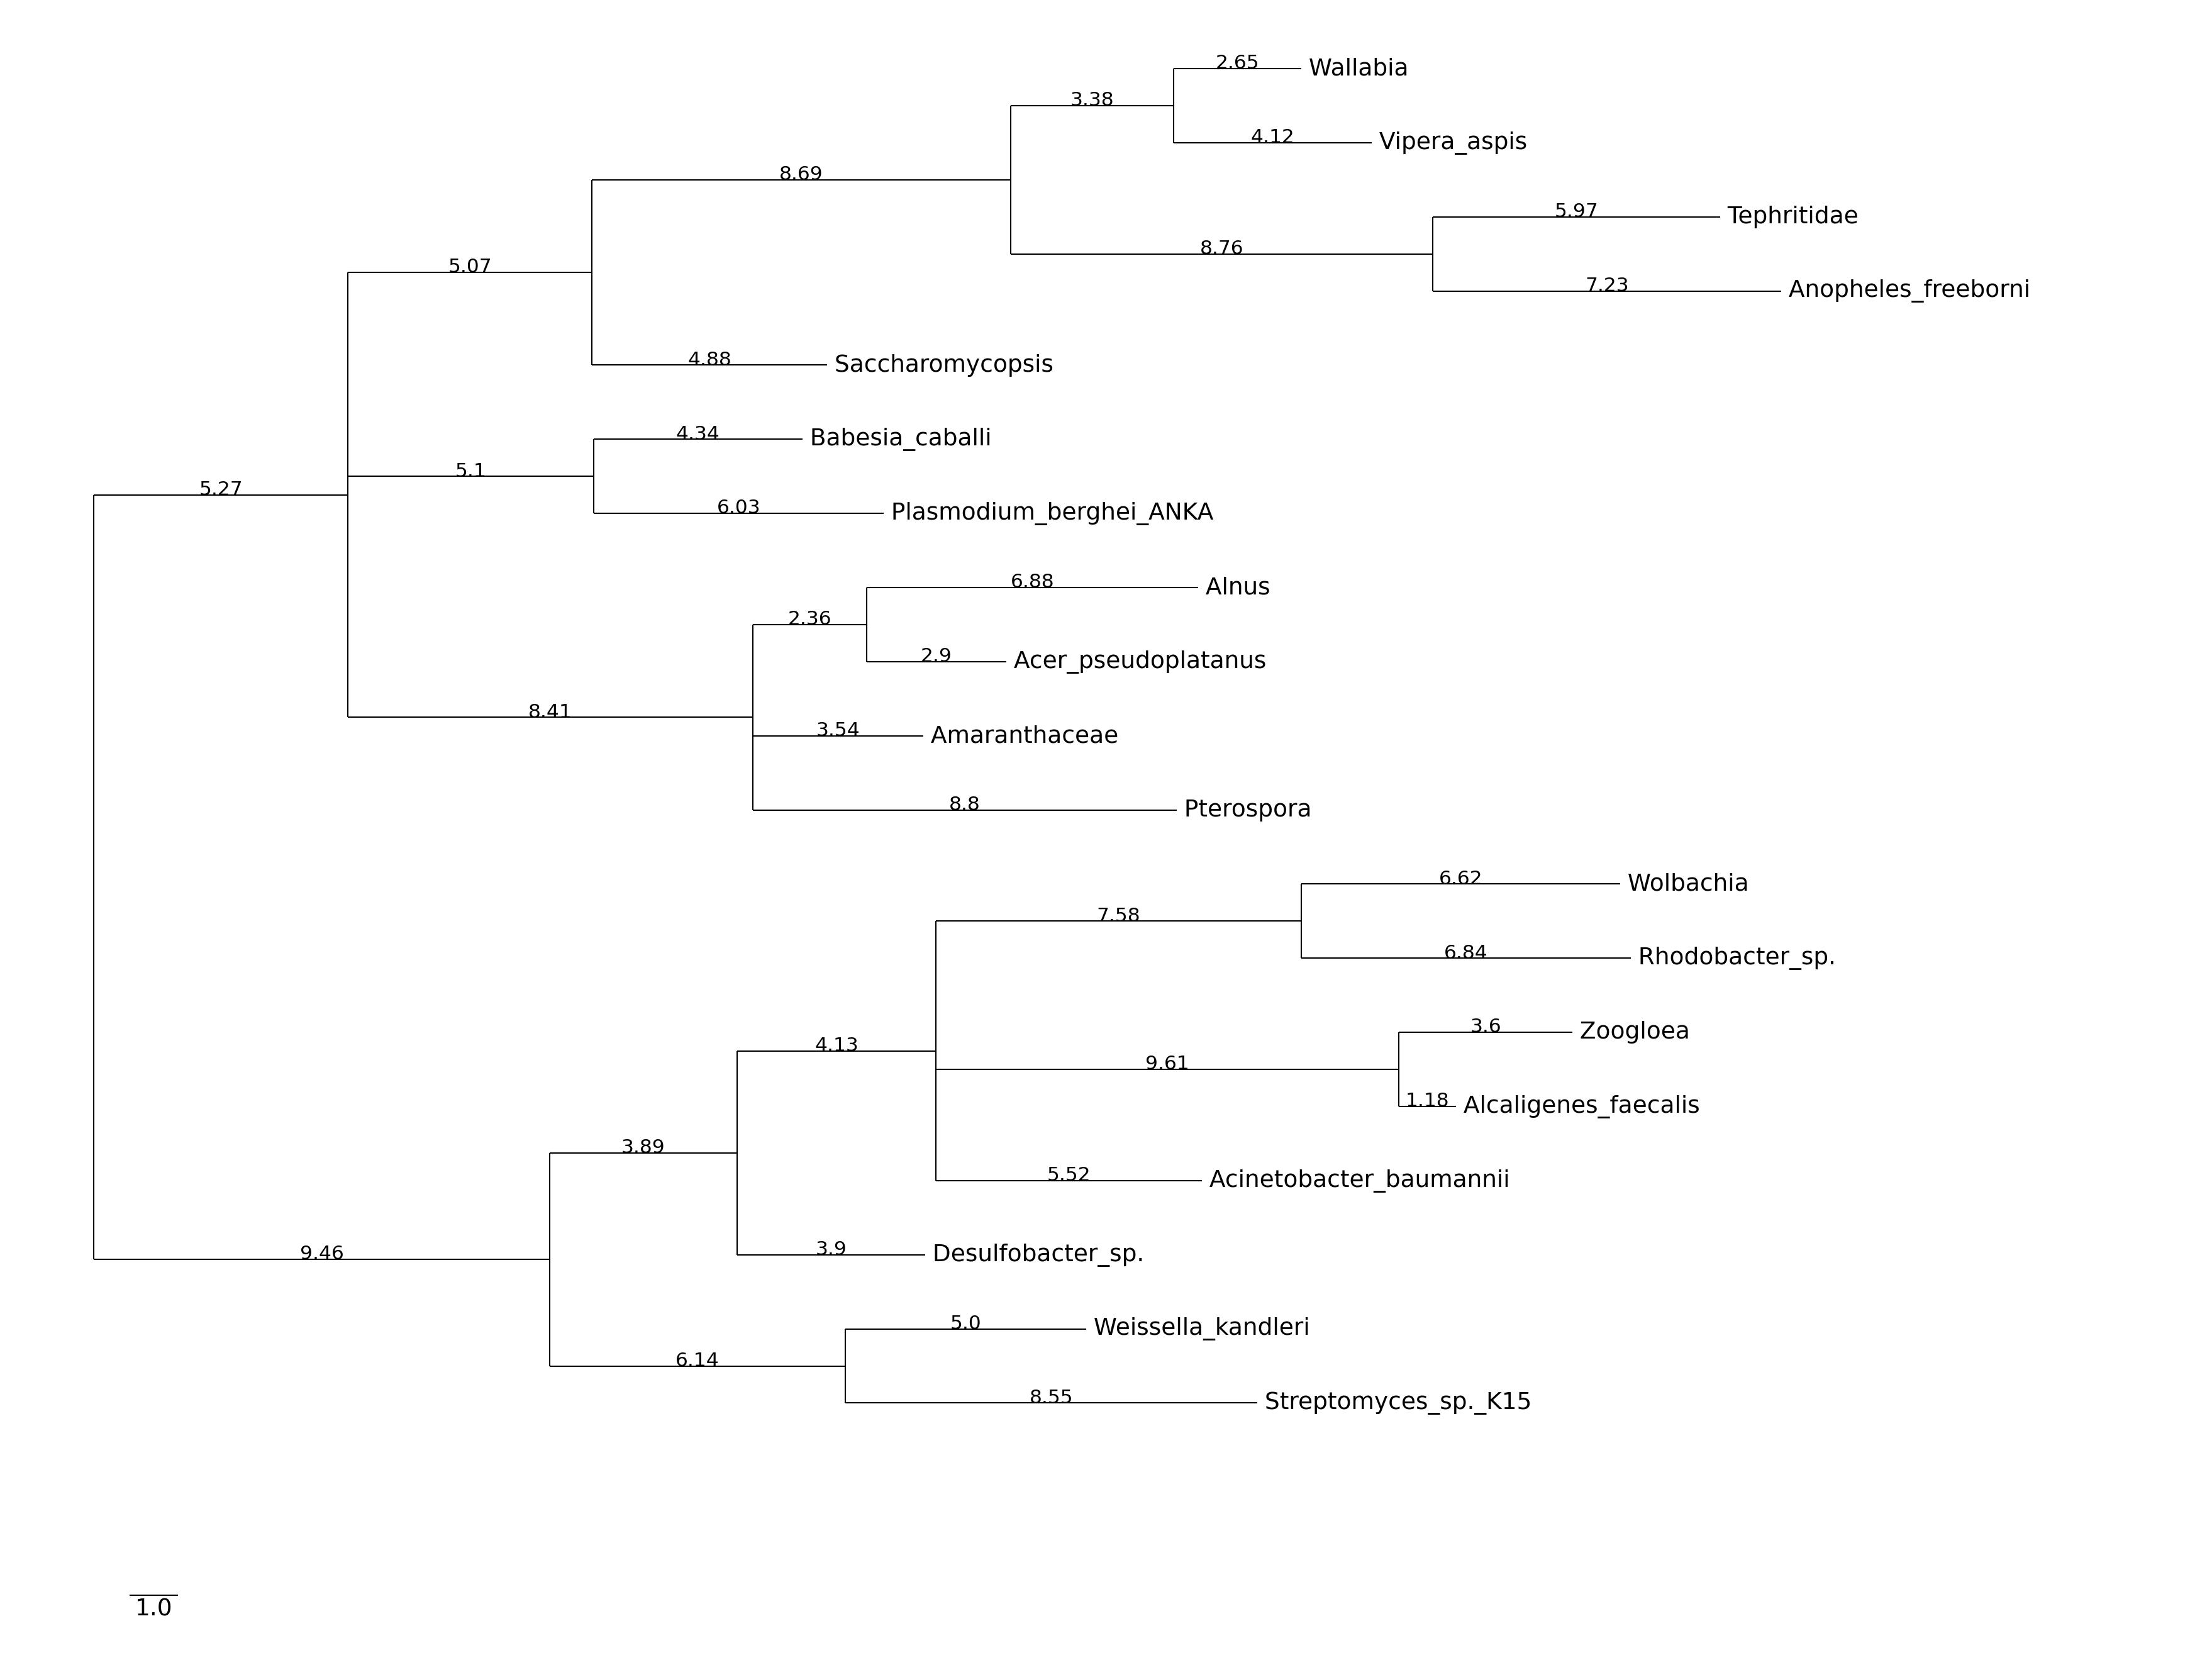 2.65 Wallabia
3.38
4.12 Vipera_aspis
8.69
5.97 Tephritidae
8.76
7.23 Anopheles_freeborni
5.07
4.88 Saccharomycopsis
4.34 Babesia_caballi
5.1
5.27
6.03 Plasmodium_berghei_ANKA
6.88 Alnus
2.36
2.9 Acer_pseudoplatanus
8.41
3.54 Amaranthaceae
8.8 Pterospora
6.62 Wolbachia
7.58
6.84 Rhodobacter_sp.
3.6 Zoogloea
4.13
9.61
1.18 Alcaligenes_faecalis
3.89
5.52 Acinetobacter_baumannii
9.46
3.9 Desulfobacter_sp.
5.0 Weissella_kandleri
6.14
8.55 Streptomyces_sp._K15
1.0